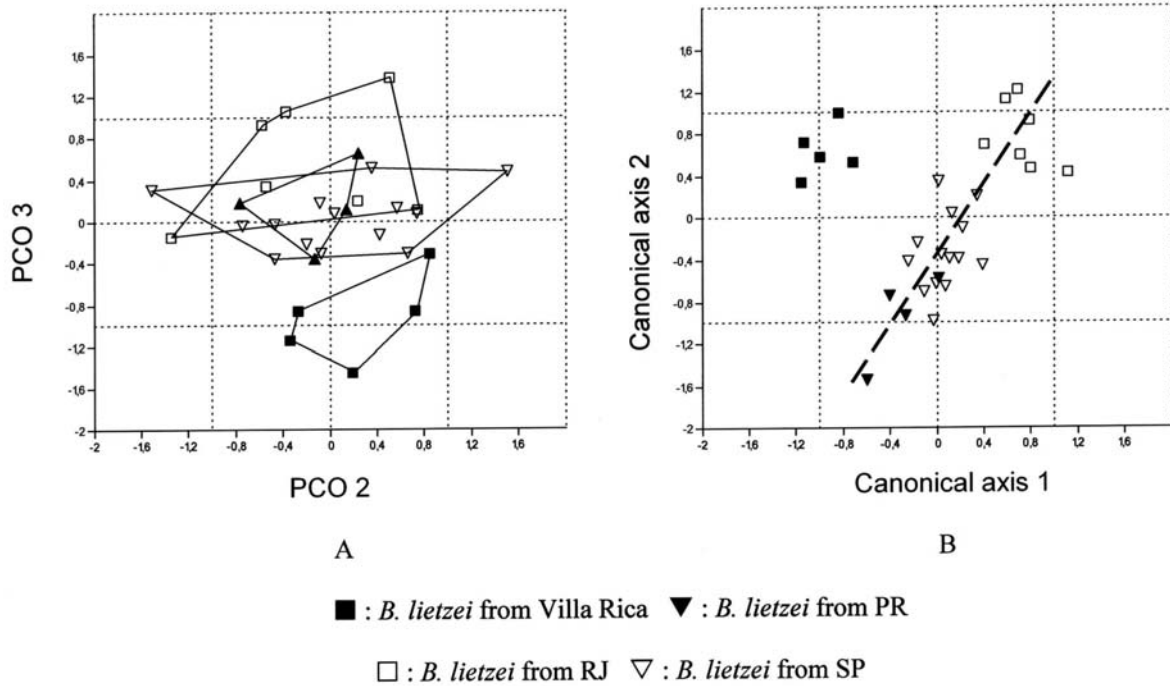 1,6
1,2
0,8
0,4
0
-0,4
-0,8
-1,2
-1,6
-2
-2 -1,6 -1,2 -0,8 -0,4 0 0,4 0,8 1,2 1,6
PCO 3
PCO 2
A
1,6
1,2
0,8
0,4
0
-0,4
-0,8
-1,2
-1,6
-2
-2 -1,6 -1,2 -0,8 -0,4 0 0,4 0,8 1,2 1,6
Canonical axis 2
Canonical axis 1
B
■ : B. lietzei from Villa Rica ▼ : B. lietzei from PR
□ : B. lietzei from RJ ▽ : B. lietzei from SP